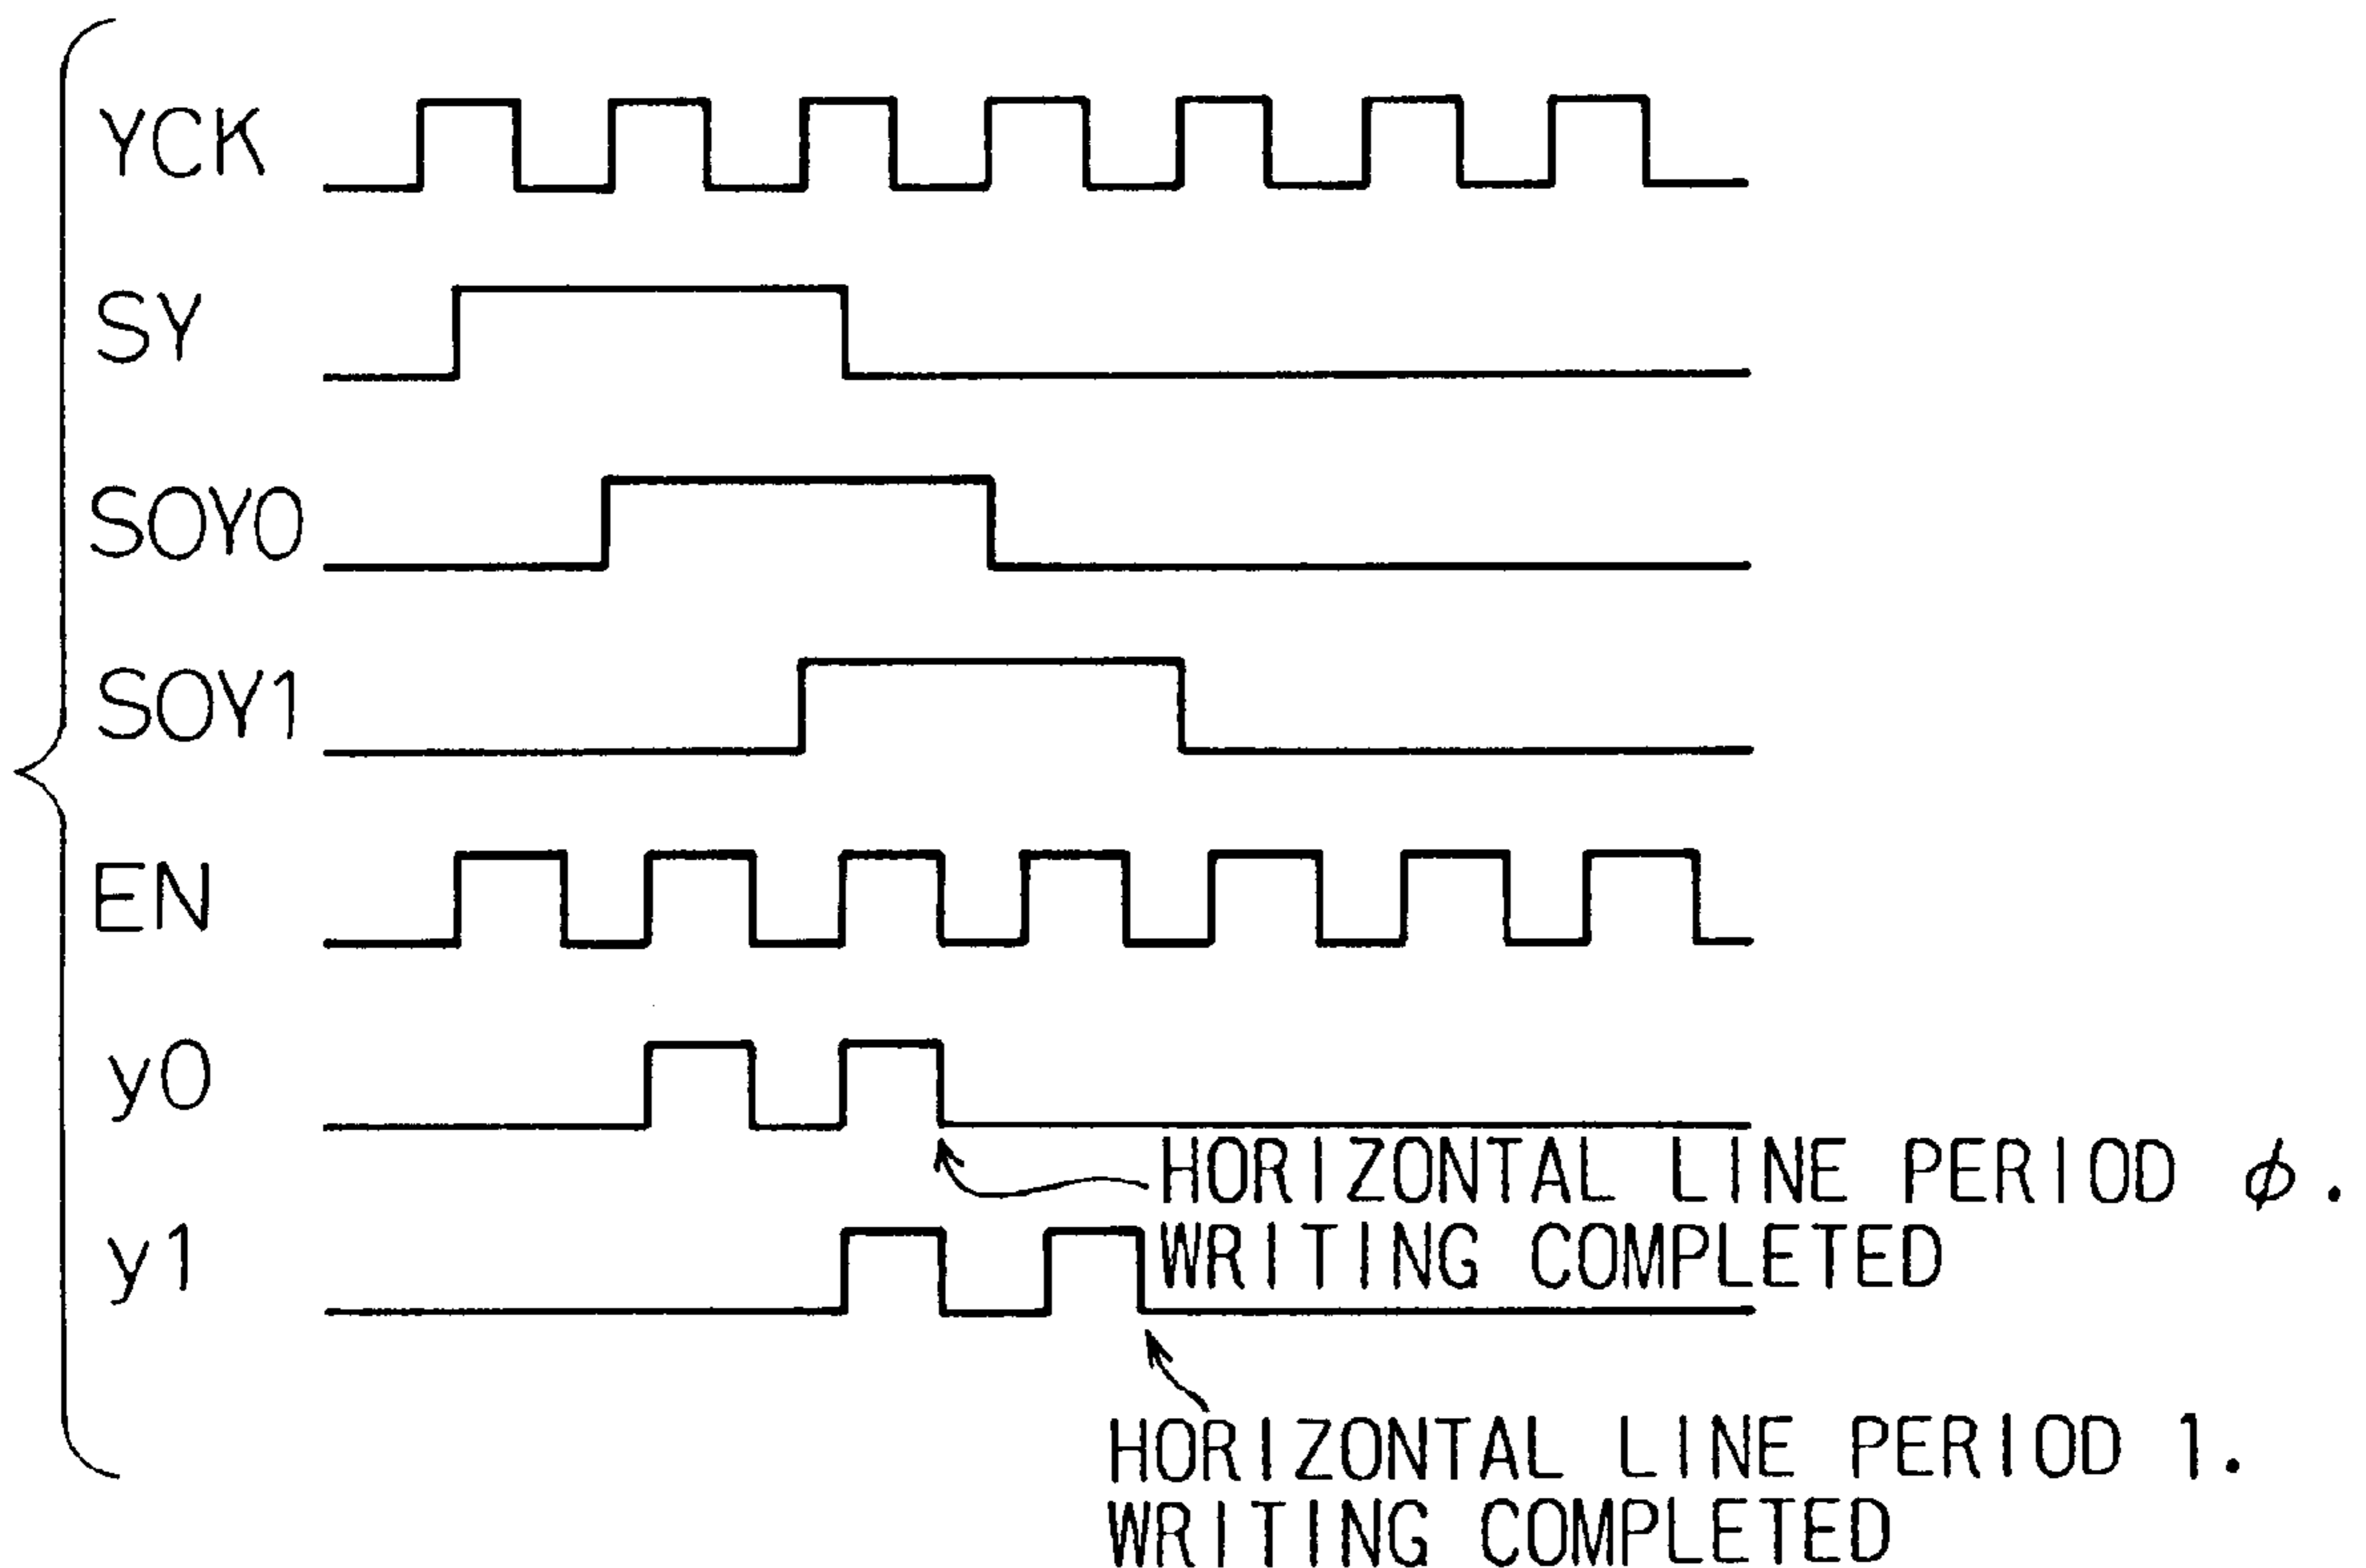 YCK
SY
SOY0
SOY1
EN
y0
HORIZONTAL LINE PERIOD φ.
WRITING COMPLETED
y1
HORIZONTAL LINE PERIOD 1.
WRITING COMPLETED